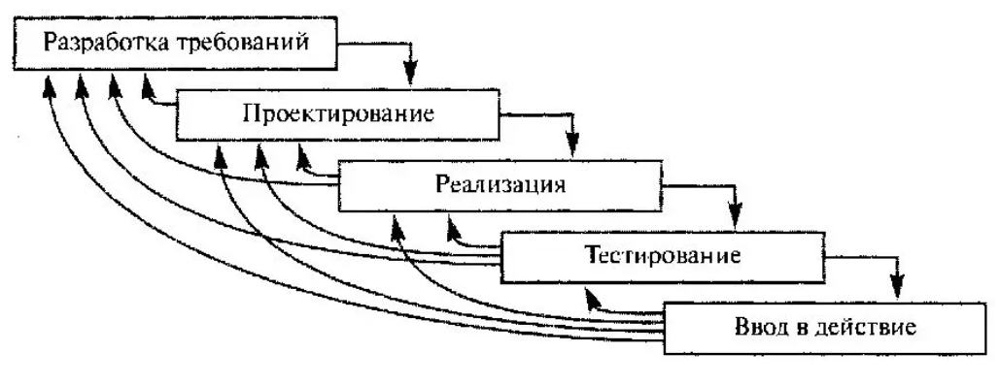 Разработка требований
Проектирование
Реализация
Тестирование
Ввод в действие